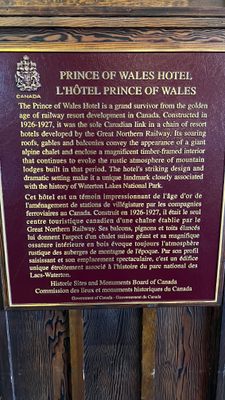 CANADA
PRINCE OF WALES HOTEL
L'HÔTEL PRINCE OF WALES
The Prince of Wales Hotel is a grand survivor from the golden
age of railway resort development in Canada. Constructed in
1926-1927, it was the sole Canadian link in a chain of resort
hotels developed by the Great Northern Railway. Its soaring
roofs, gables and balconies convey the appearance of a giant
alpine chalet and enclose a magnificent timber-framed interior
that continues to evoke the rustic atmosphere of mountain
lodges built in that period. The hotel's striking design and
dramatic setting make it a unique landmark closely associated
with the history of Waterton Lakes National Park.
Cet hôtel est un témoin impressionnant de l'âge d'or de
l'aménagement de stations de villégiature par les compagnies
ferroviaires au Canada. Construit en 1926-1927, il était le seul
centre touristique canadien d'une chaîne établie par le
Great Northern Railway. Ses balcons, pignons et toits élancés
lui donnent l'aspect d'un chalet suisse géant et sa magnifique
ossature intérieure en bois évoque toujours l'atmosphère
rustique des auberges de montagne de l'époque. Par son profil
saisissant et son emplacement spectaculaire, c'est un édifice
unique étroitement associé à l'histoire du parc national des
Lacs-Waterton.
Historic Sites and Monuments Board of Canada
Commission des lieux et monuments historiques du Canada
Government of Canada - Gouvernement du Canada